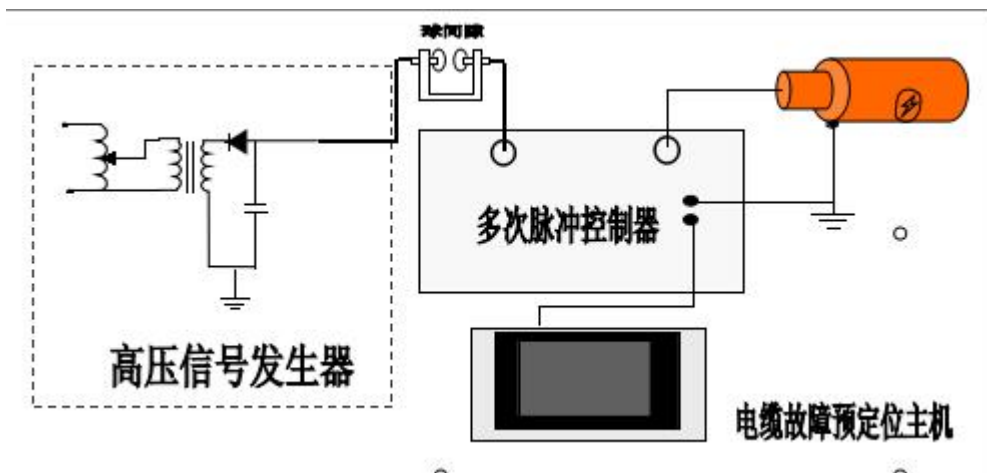 球间隙
多次脉冲控制器
高压信号发生器
电缆故障预定位主机